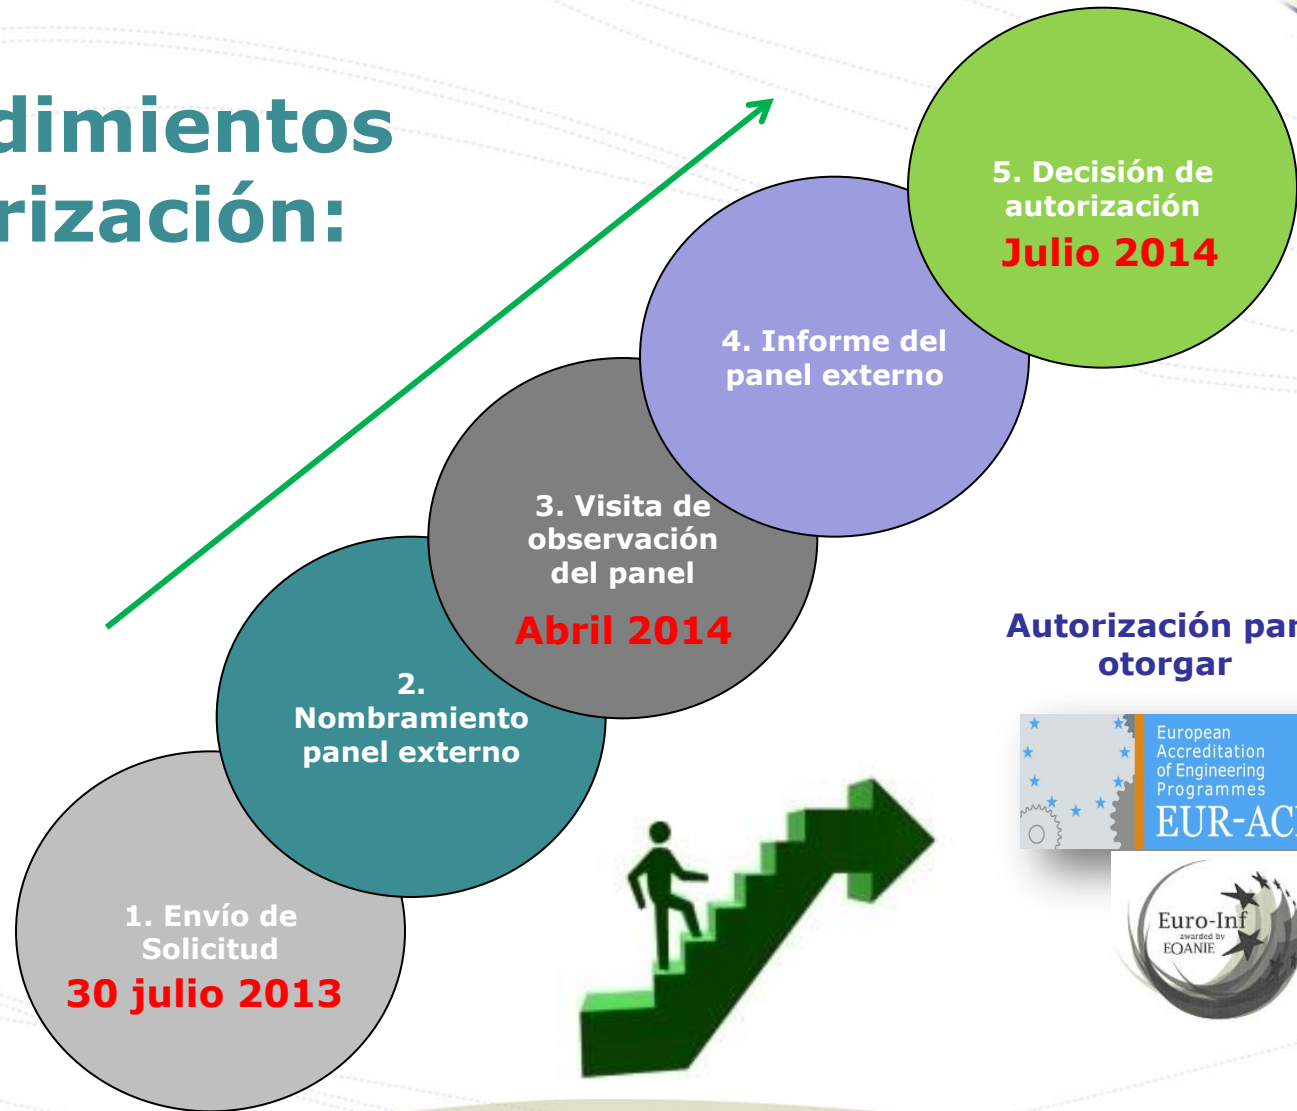 dimientos
rización:
5. Decisión de
autorización
Julio 2014
4. Informe del
panel externo
3. Visita de
observación
del panel
Abril 2014
2.
Nombramiento
panel externo
1. Envío de
Solicitud
30 julio 2013
Autorización par
otorgar
European
Accreditation
of Engineering
Programmes
EUR-AC
Euro-Inf
awarded by
EQANIE